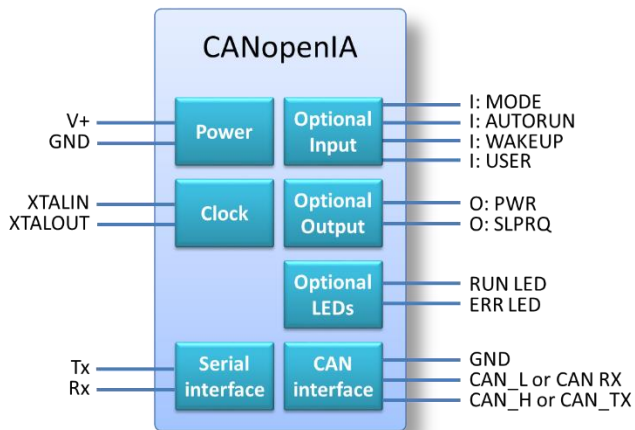 CANopenIA
V+
GND
Power
Optional
Input
I: MODE
I: AUTORUN
I: WAKEUP
I: USER
XTALIN
XTALOUT
Clock
Optional
Output
O: PWR
O: SLPRQ
Optional
LEDs
RUN LED
ERR LED
Tx
Rx
Serial
interface
CAN
interface
GND
CAN_L or CAN RX
CAN_H or CAN_TX